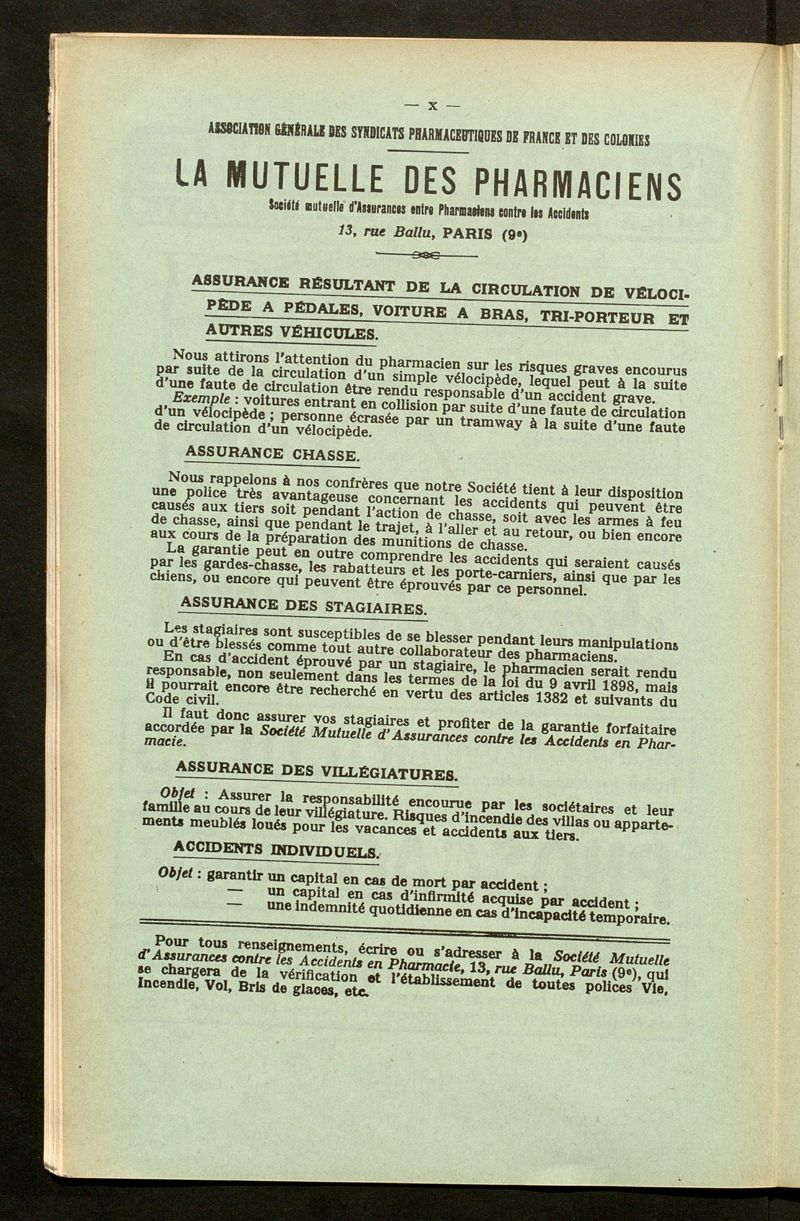 — X —
ASSOCIATION GÉNÉRALE DES SYNDICATS PHARMACEUTIQUES DE FRANCE ET DES COLONIES
LA MUTUELLE DES PHARMACIENS
Société mutuelle d'Assurances entre Pharmaciens contre les Accidents
13, rue Ballu, PARIS (9e)
ASSURANCE RÉSULTANT DE LA CIRCULATION DE VÉLOCI-
PÈDE A PÉDALES, VOITURE A BRAS, TRI-PORTEUR ET
AUTRES VÉHICULES.
Nous attirons l'attention du pharmacien sur les risques graves encourus
par suite de la circulation d'un simple vélocipède, lequel peut à la suite
d'une faute de circulation être rendu responsable d'un accident grave.
Exemple : voitures entrant en collision par suite d'une faute de circulation
d'un vélocipède ; personne écrasée par un tramway à la suite d'une faute
de circulation d'un vélocipède.
ASSURANCE CHASSE.
Nous rappelons à nos confrères que notre Société tient à leur disposition
une police très avantageuse concernant les accidents qui peuvent être
causés aux tiers soit pendant l'action de chasse, soit avec les armes à feu
de chasse, ainsi que pendant le trajet, à l'aller et au retour, ou bien encore
aux cours de la préparation des munitions de chasse.
La garantie peut en outre comprendre les accidents qui seraient causés
par les gardes-chasse, les rabatteurs et les porte-carniers, ainsi que par les
chiens, ou encore qui peuvent être éprouvés par ce personnel.
ASSURANCE DES STAGIAIRES.
Les stagiaires sont susceptibles de se blesser pendant leurs manipulations
ou d'être blessés comme tout autre collaborateur des pharmaciens.
En cas d'accident éprouvé par un stagiaire, le pharmacien serait rendu
responsable, non seulement dans les termes de la loi du 9 avril 1898, mais
il pourrait encore être recherché en vertu des articles 1382 et suivants du
Code civil.
Il faut donc assurer vos stagiaires et profiter de la garantie forfaitaire
accordée par la Société Mutuelle d'Assurances contre les Accidents en Phar-
macie.
ASSURANCE DES VILLÉGIATURES.
Objet : Assurer la responsabilité encourue par les sociétaires et leur
famille au cours de leur villégiature. Risques d'incendie des villas ou apparte-
ments meublés loués pour les vacances et accidents aux tiers.
ACCIDENTS INDIVIDUELS.
Objet : garantir un capital en cas de mort par accident ;
— un capital en cas d'infirmité acquise par accident ;
— une indemnité quotidienne en cas d'incapacité temporaire.
Pour tous renseignements, écrire ou s'adresser à la Société Mutuelle
d'Assurances contre les Accidents en Pharmacie, 13, rue Ballu, Paris (9e), qui
se chargera de la vérification et l'établissement de toutes polices Vie,
Incendie, Vol, Bris de glaces, etc.